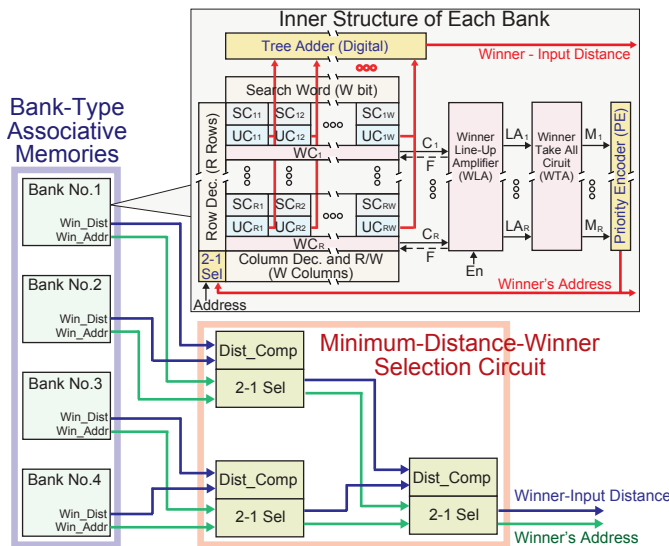 Inner Structure of Each Bank
Tree Adder (Digital)
Winner - Input Distance
Search Word (W bit)
Row Dec. (R Rows)
SC11 SC12 SC1W
UC11 UC12 UC1W
WC1
SCR1 SCR2 SCRW
UCR1 UCR2 UCRW
WCR
2-1 Sel
Column Dec. and R/W (W Columns)
Address
C1
F
CR
F
Winner Line-Up Amplifier (WLA)
En
LA1
LAR
Winner Take All Ciruit (WTA)
M1
MR
Priority Encoder (PE)
Winner's Address
Bank-Type
Associative
Memories
Bank No.1
Win_Dist
Win_Addr
Bank No.2
Win_Dist
Win_Addr
Bank No.3
Win_Dist
Win_Addr
Bank No.4
Win_Dist
Win_Addr
Minimum-Distance-Winner
Selection Circuit
Dist_Comp
2-1 Sel
Dist_Comp
2-1 Sel
Dist_Comp
2-1 Sel
Winner-Input Distance
Winner's Address